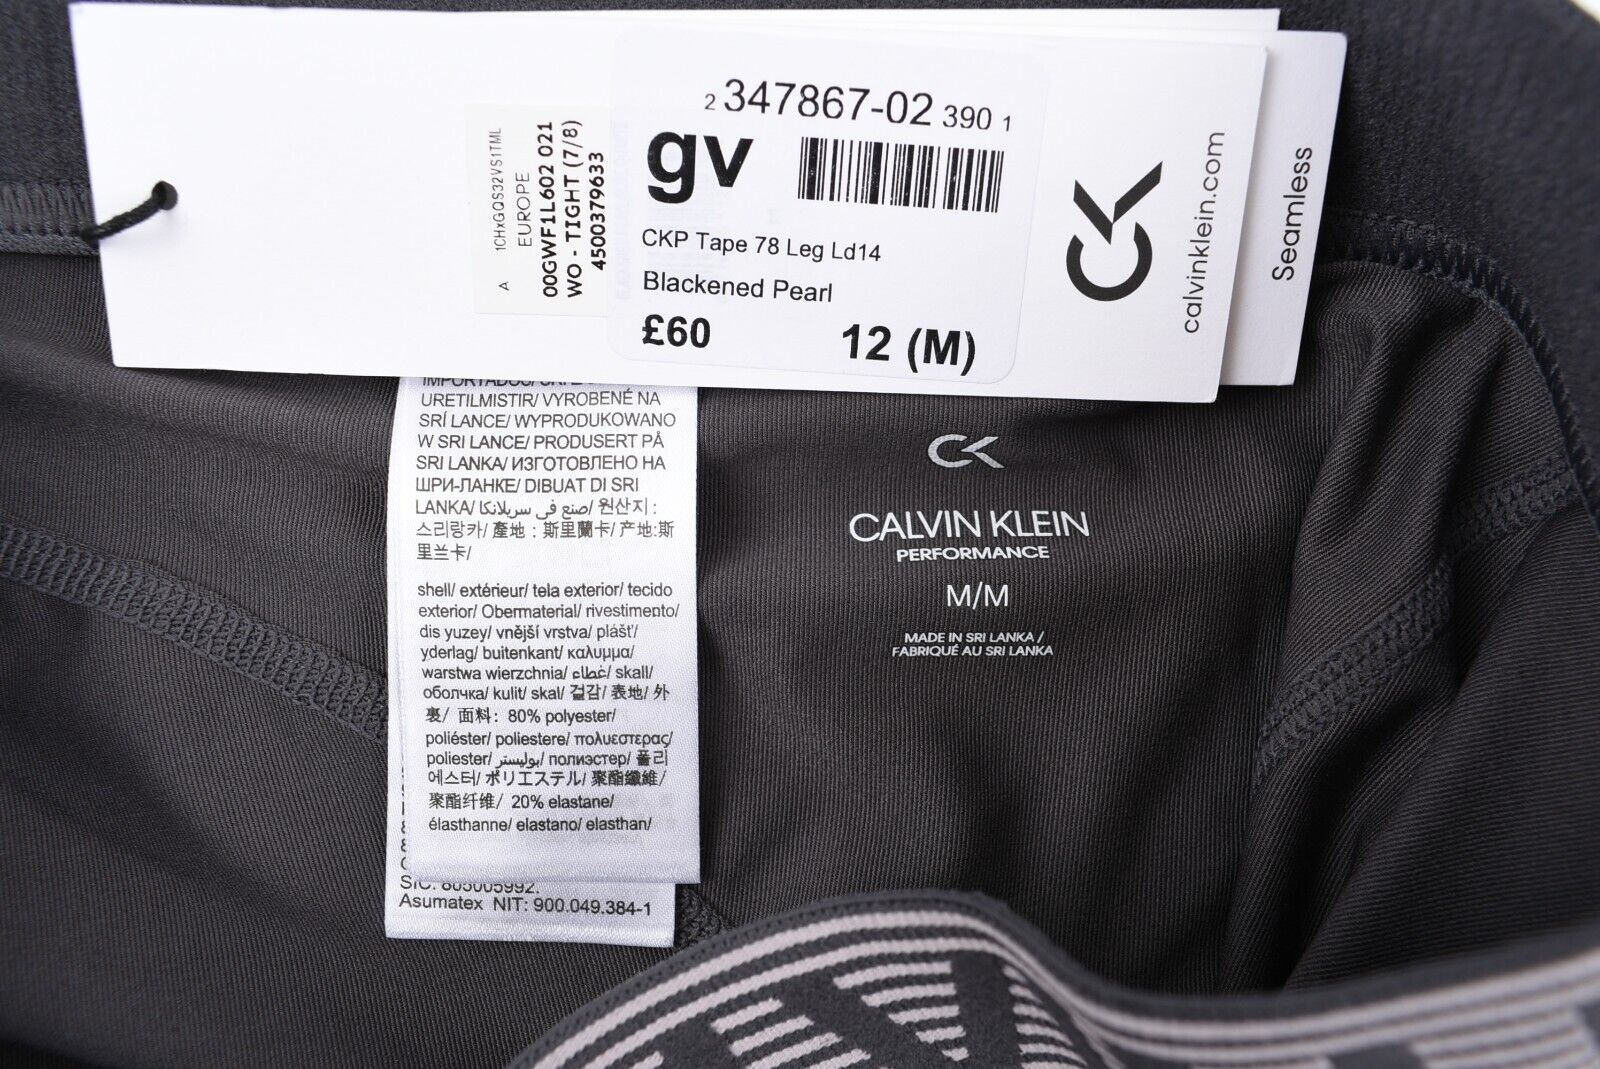 2 347867-02 390 1
gv
CKP Tape 78 Leg Ld14
Blackened Pearl
£60 12 (M)
A 1CHxGQS32VS1TML
EUROPE
00GWF1L602 021
WO - TIGHT (7/8)
4500379633
CK
calvinklein.com
Seamless
URETILMISTIR/ VYROBENÉ NA
SRÍ LANCE/ WYPRODUKOWANO
W SRI LANCE/ PRODUSERT PÅ
SRI LANKA/ ИЗГОТОВЛЕНО НА
ШРИ-ЛАНКЕ/ DIBUAT DI SRI
LANKA/ صنع في سريلانكا/ 원산지 :
스리랑카/ 產地 : 斯里蘭卡/ 产地:斯
里兰卡/
shell/ extérieur/ tela exterior/ tecido
exterior/ Obermaterial/ rivestimento/
dis yuzey/ vnější vrstva/ plášť/
yderlag/ buitenkant/ καλυμμα/
warstwa wierzchnia/ غطاء/ skall/
оболчка/ kulit/ skal/ 겉감/ 表地/ 外
裏/ 面料: 80% polyester/
poliéster/ poliestere/ πολυεστερας/
poliester/ بوليستر/ полиэстер/ 폴리
에스터/ ポリエステル/ 聚酯纖維/
聚酯纤维/ 20% elastane/
élasthanne/ elastano/ elasthan/
SIC: 805005992.
Asumatex NIT: 900.049.384-1
CK
CALVIN KLEIN
PERFORMANCE
M/M
MADE IN SRI LANKA /
FABRIQUÉ AU SRI LANKA